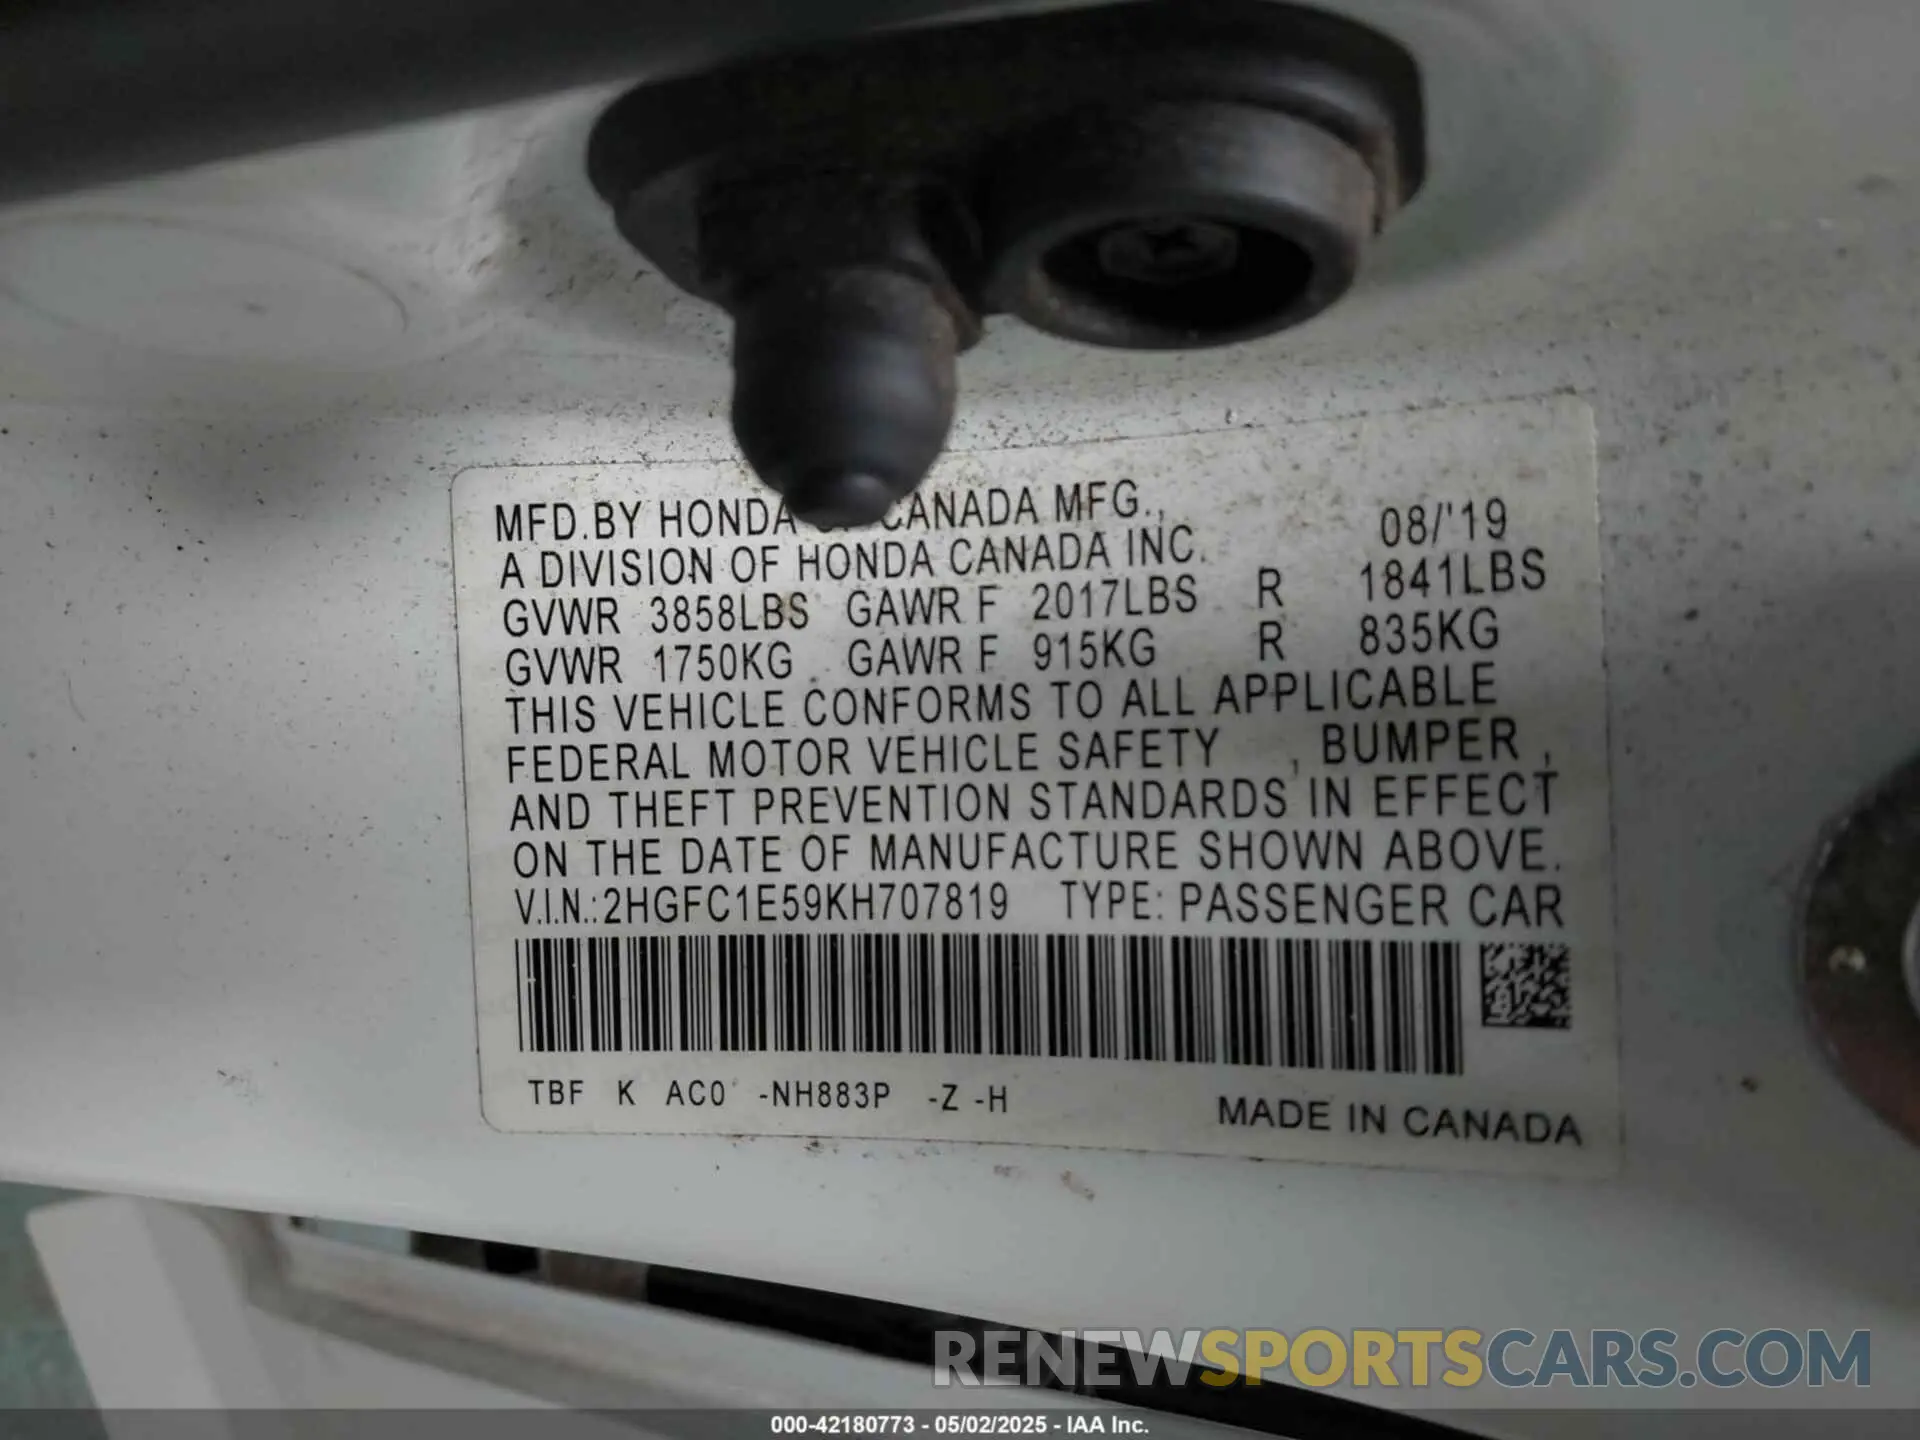 MFD.BY HONDA CANADA MFG.,
08/'19
A DIVISION OF HONDA CANADA INC.
GVWR 3858LBS GAWR F 2017LBS R 1841LBS
GVWR 1750KG GAWR F 915KG R 835KG
THIS VEHICLE CONFORMS TO ALL APPLICABLE
FEDERAL MOTOR VEHICLE SAFETY , BUMPER ,
AND THEFT PREVENTION STANDARDS IN EFFECT
ON THE DATE OF MANUFACTURE SHOWN ABOVE.
V.I.N.:2HGFC1E59KH707819 TYPE: PASSENGER CAR
TBF K AC0 -NH883P -Z -H
MADE IN CANADA
RENEWSPORTSCARS.COM
000-42180773 - 05/02/2025 - IAA Inc.